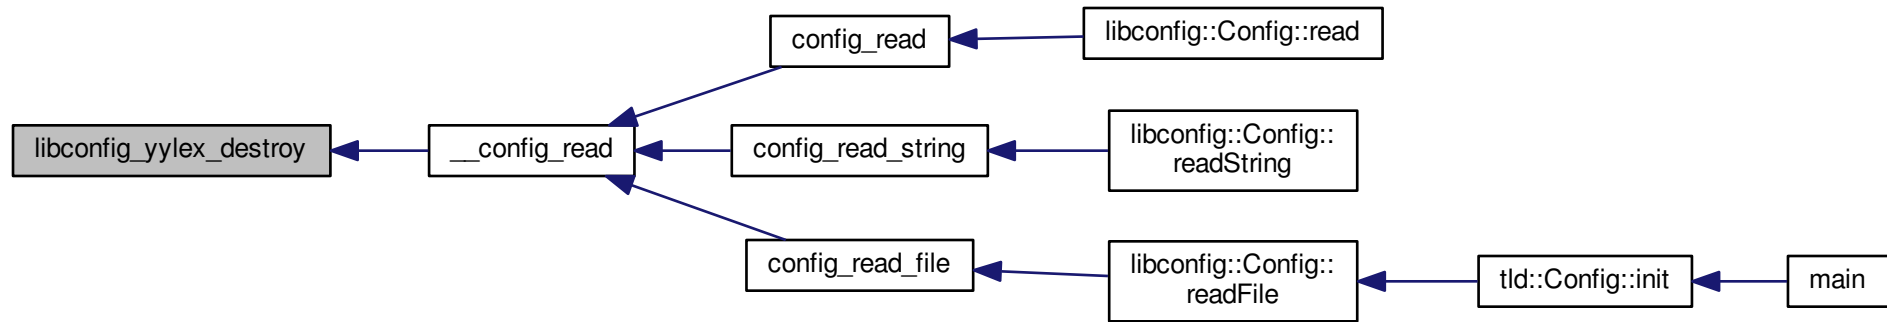 config_read
libconfig::Config::read
libconfig_yylex_destroy
__config_read
config_read_string
libconfig::Config::
readString
config_read_file
libconfig::Config::
readFile
tld::Config::init
main